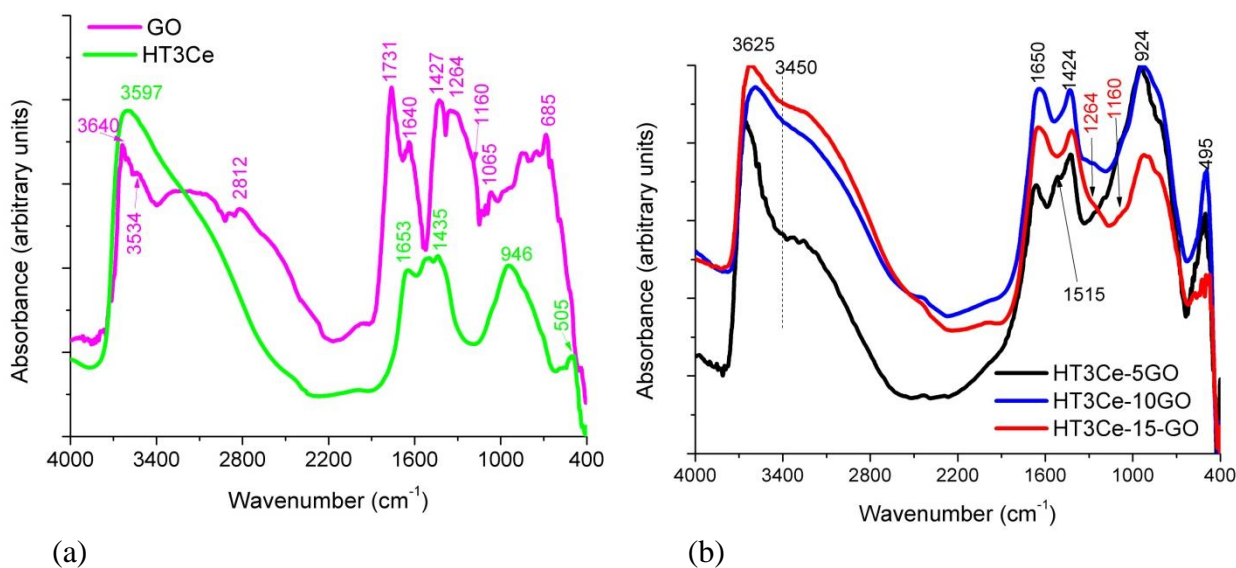 GO
HT3Ce
3597
3640
3534
2812
1731
1640
1427
1264
1160
1065
685
1653
1435
946
505
Absorbance (arbitrary units)
4000 3400 2800 2200 1600 1000 400
Wavenumber (cm⁻¹)
(a)
3625
3450
1650
1424
1264
1160
924
495
1515
HT3Ce-5GO
HT3Ce-10GO
HT3Ce-15-GO
Absorbance (arbitrary units)
4000 3400 2800 2200 1600 1000 400
Wavenumber (cm⁻¹)
(b)